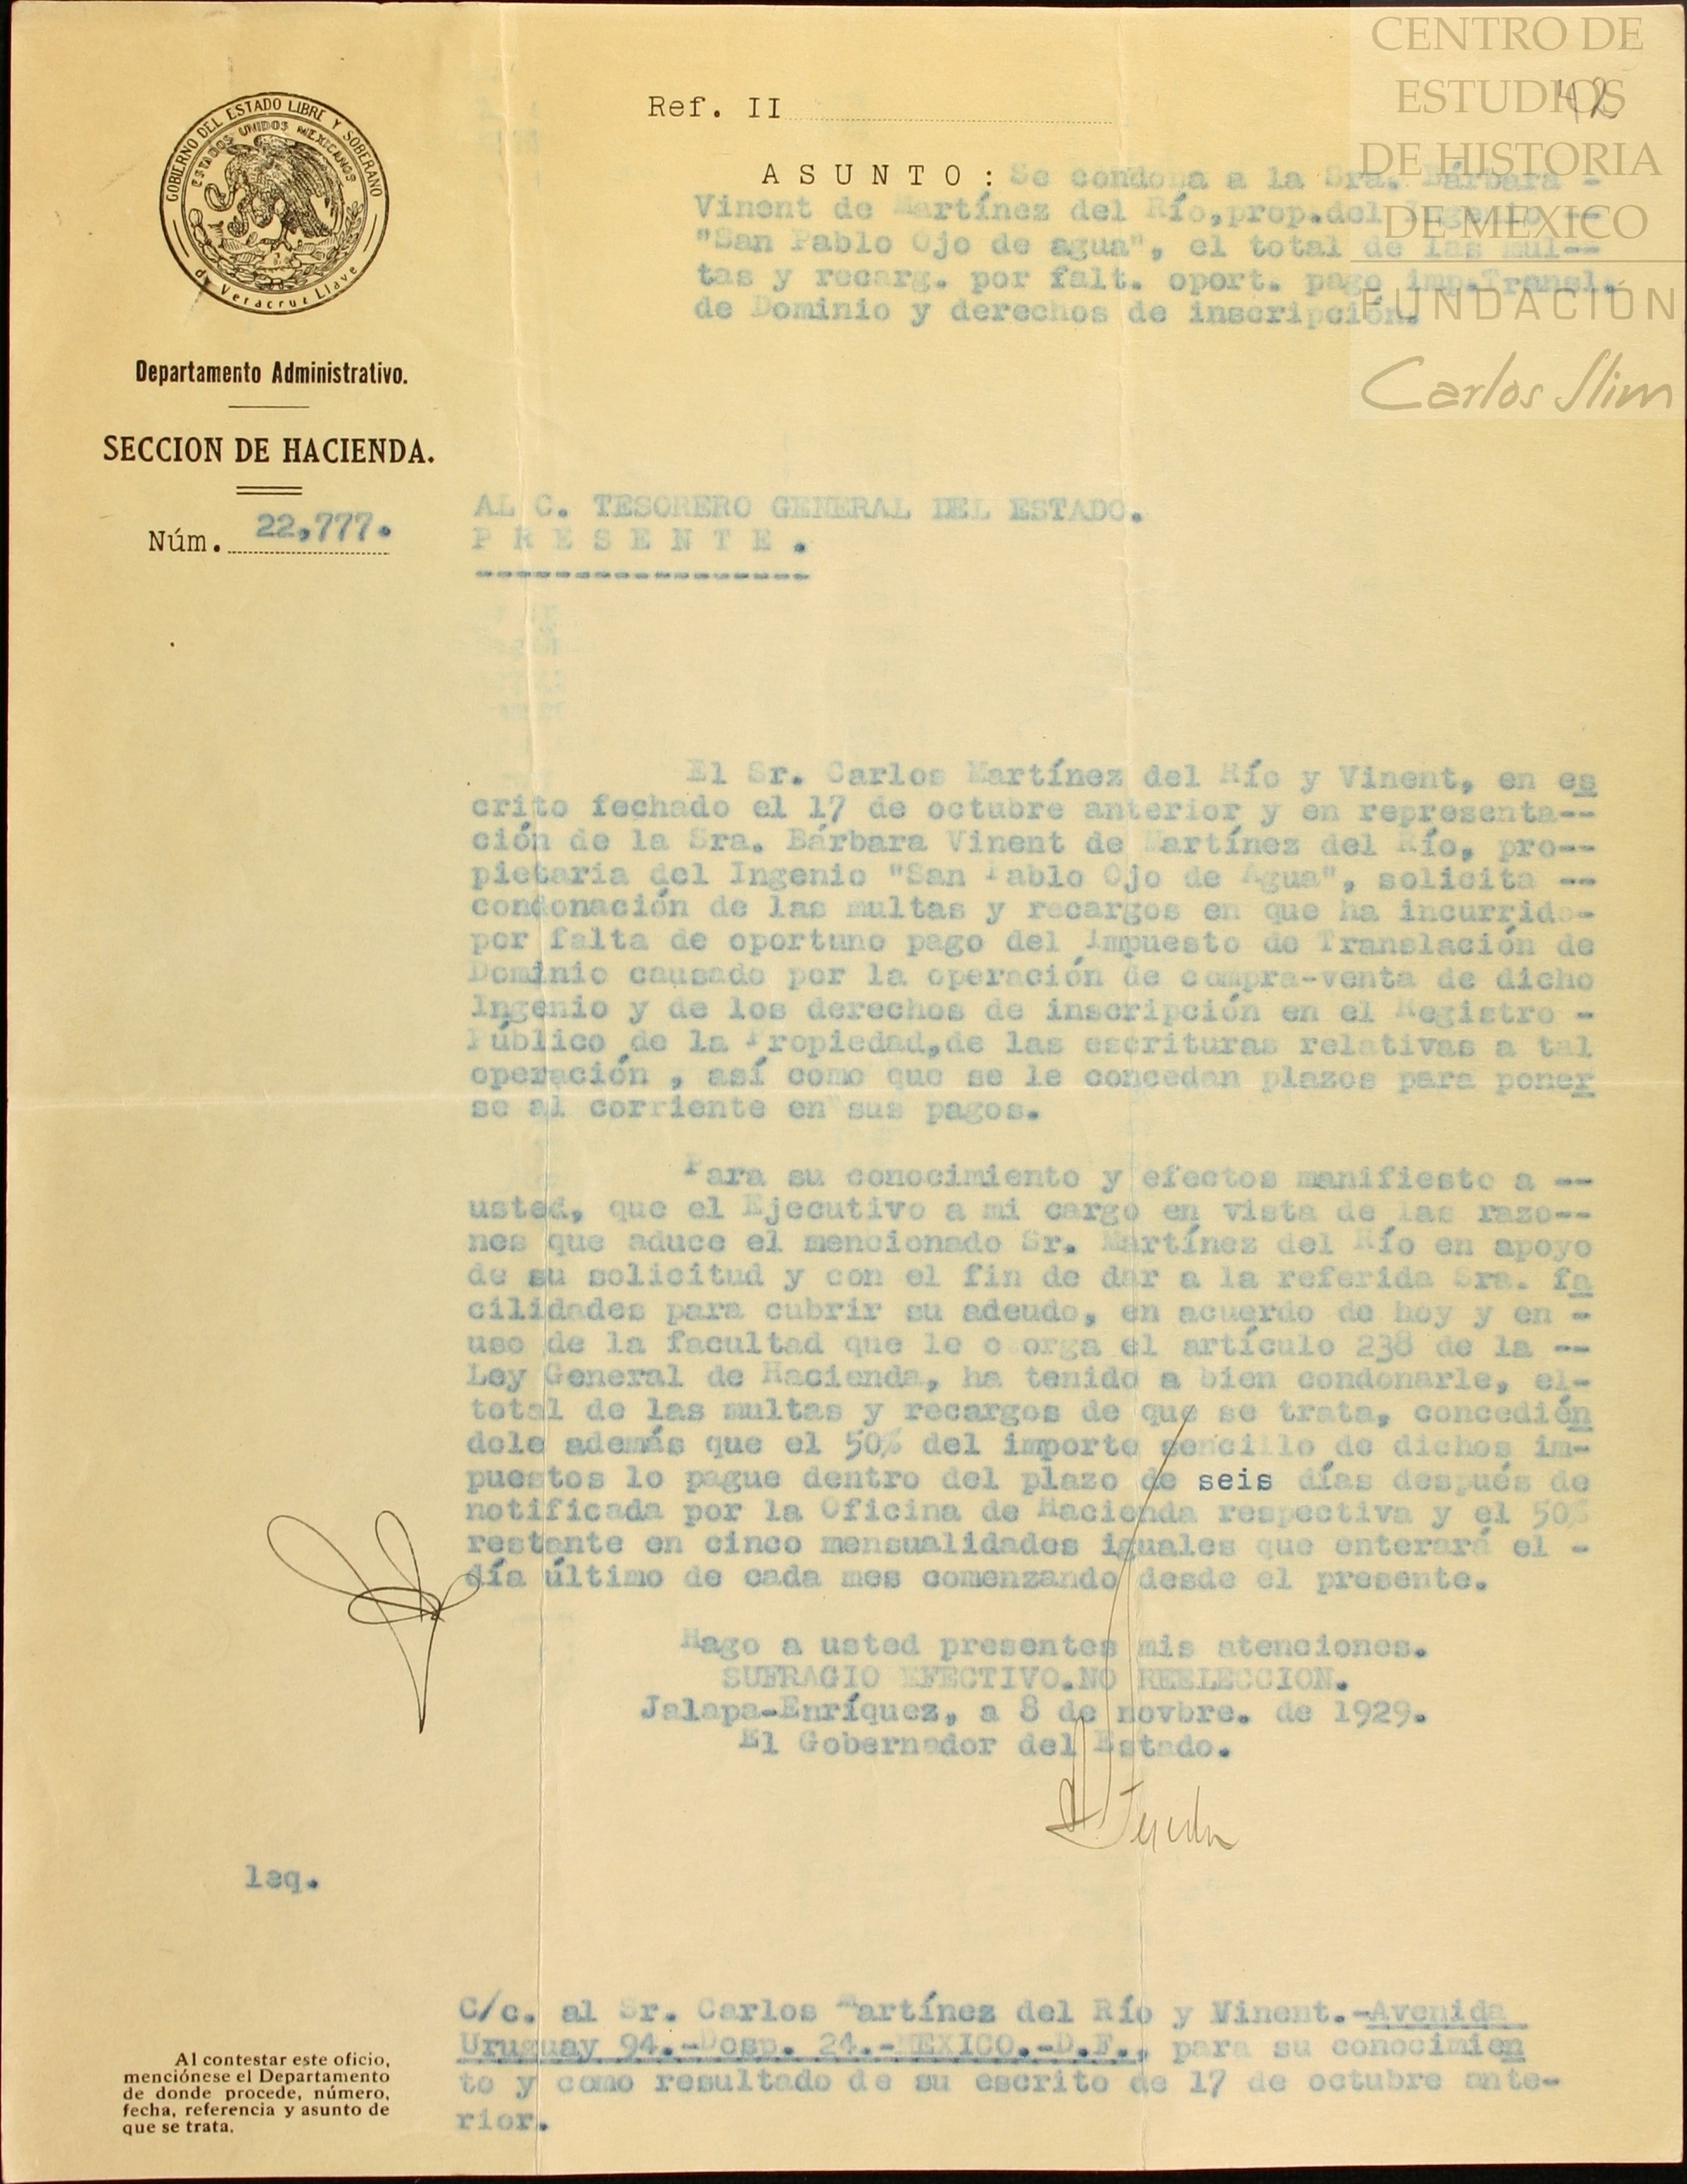 CENTRO DE
ESTUDIOS
DE HISTORIA
DE MEXICO
FUNDACIÓN
Carlos Slim
42
GOBIERNO DEL ESTADO LIBRE Y SOBERANO
ESTADOS UNIDOS MEXICANOS
de Veracruz Llave
Departamento Administrativo.
SECCION DE HACIENDA.
Núm. 22,777.
Ref. II
ASUNTO: Se condona a la Sra. Bárbara -
Vinent de Martínez del Río,prop.del Ingenio --
"San Pablo Ojo de agua", el total de las mul--
tas y recarg. por falt. oport. pago imp.Transl.
de Dominio y derechos de inscripción.
AL C. TESORERO GENERAL DEL ESTADO.
P R E S E N T E .
-----------------
El Sr. Carlos Martínez del Río y Vinent, en es
crito fechado el 17 de octubre anterior y en representa--
ción de la Sra. Bárbara Vinent de Martínez del Río, pro--
pietaria del Ingenio "San Pablo Ojo de Agua", solicita --
condonación de las multas y recargos en que ha incurrido-
por falta de oportuno pago del Impuesto de Translación de
Dominio causado por la operación de compra-venta de dicho
Ingenio y de los derechos de inscripción en el Registro -
Público de la Propiedad,de las escrituras relativas a tal
operación , así como que se le concedan plazos para poner
se al corriente en sus pagos.
Para su conocimiento y efectos manifiesto a --
usted, que el Ejecutivo a mi cargo en vista de las razo--
nes que aduce el mencionado Sr. Martínez del Río en apoyo
de su solicitud y con el fin de dar a la referida Sra. fa
cilidades para cubrir su adeudo, en acuerdo de hoy y en -
uso de la facultad que le o orga el artículo 238 de la --
Ley General de Hacienda, ha tenido a bien condonarle, el-
total de las multas y recargos de que se trata, concedién
dole además que el 50% del importe sencillo de dichos im-
puestos lo pague dentro del plazo de seis días después de
notificada por la Oficina de Hacienda respectiva y el 50%
restante en cinco mensualidades iguales que enterará el -
día último de cada mes comenzando desde el presente.
Hago a usted presentes mis atenciones.
SUFRAGIO EFECTIVO.NO REELECCION.
Jalapa-Enríquez, a 8 de novbre. de 1929.
El Gobernador del Estado.
A Tejeda
leq.
C/c. al Sr. Carlos Martínez del Río y Vinent.-Avenida
Uruguay 94.-Desp. 24.-MEXICO.-D.F., para su conocimien
to y como resultado de su escrito de 17 de octubre ante-
rior.
Al contestar este oficio,
menciónese el Departamento
de donde procede, número,
fecha, referencia y asunto de
que se trata.